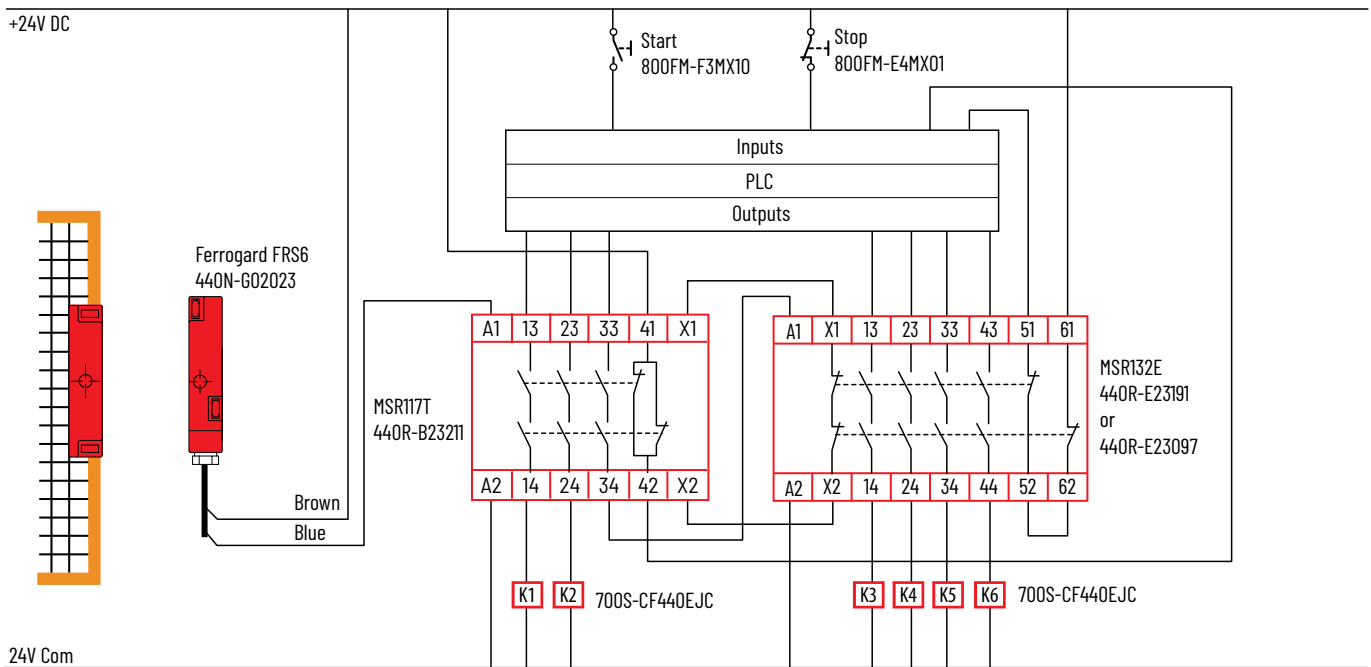 +24V DC
Start
800FM-F3MX10
Stop
800FM-E4MX01
Inputs
PLC
Outputs
Ferrogard FRS6
440N-G02023
A1 13 23 33 41 X1
A1 X1 13 23 33 43 51 61
MSR117T
440R-B23211
MSR132E
440R-E23191
or
440R-E23097
A2 14 24 34 42 X2
A2 X2 14 24 34 44 52 62
Brown
Blue
K1 K2 700S-CF440EJC
K3 K4 K5 K6 700S-CF440EJC
24V Com